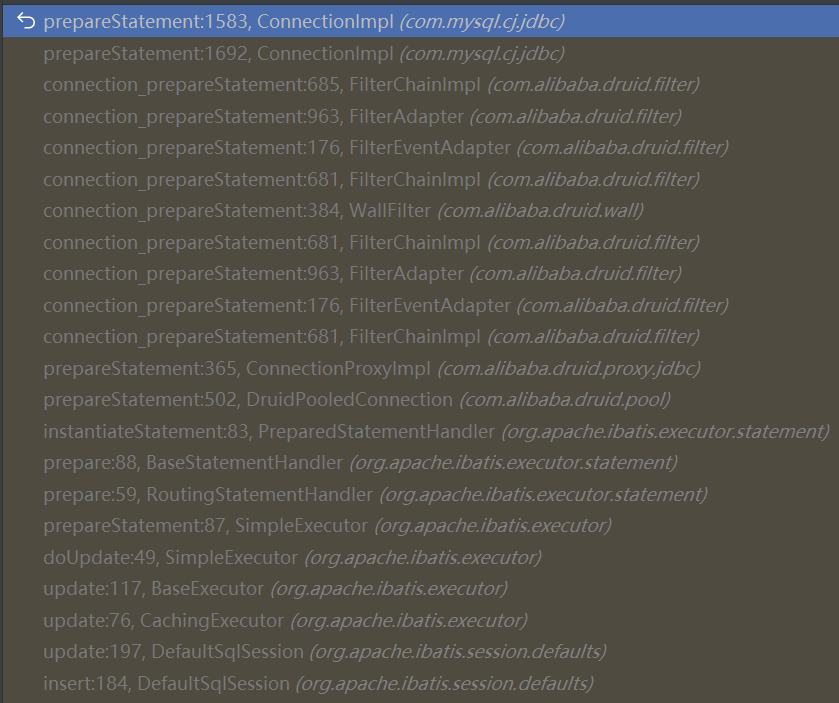 prepareStatement:1583, ConnectionImpl (com.mysql.cj.jdbc)
prepareStatement:1692, ConnectionImpl (com.mysql.cj.jdbc)
connection_prepareStatement:685, FilterChainImpl (com.alibaba.druid.filter)
connection_prepareStatement:963, FilterAdapter (com.alibaba.druid.filter)
connection_prepareStatement:176, FilterEventAdapter (com.alibaba.druid.filter)
connection_prepareStatement:681, FilterChainImpl (com.alibaba.druid.filter)
connection_prepareStatement:384, WallFilter (com.alibaba.druid.wall)
connection_prepareStatement:681, FilterChainImpl (com.alibaba.druid.filter)
connection_prepareStatement:963, FilterAdapter (com.alibaba.druid.filter)
connection_prepareStatement:176, FilterEventAdapter (com.alibaba.druid.filter)
connection_prepareStatement:681, FilterChainImpl (com.alibaba.druid.filter)
prepareStatement:365, ConnectionProxyImpl (com.alibaba.druid.proxy.jdbc)
prepareStatement:502, DruidPooledConnection (com.alibaba.druid.pool)
instantiateStatement:83, PreparedStatementHandler (org.apache.ibatis.executor.statement)
prepare:88, BaseStatementHandler (org.apache.ibatis.executor.statement)
prepare:59, RoutingStatementHandler (org.apache.ibatis.executor.statement)
prepareStatement:87, SimpleExecutor (org.apache.ibatis.executor)
doUpdate:49, SimpleExecutor (org.apache.ibatis.executor)
update:117, BaseExecutor (org.apache.ibatis.executor)
update:76, CachingExecutor (org.apache.ibatis.executor)
update:197, DefaultSqlSession (org.apache.ibatis.session.defaults)
insert:184, DefaultSqlSession (org.apache.ibatis.session.defaults)